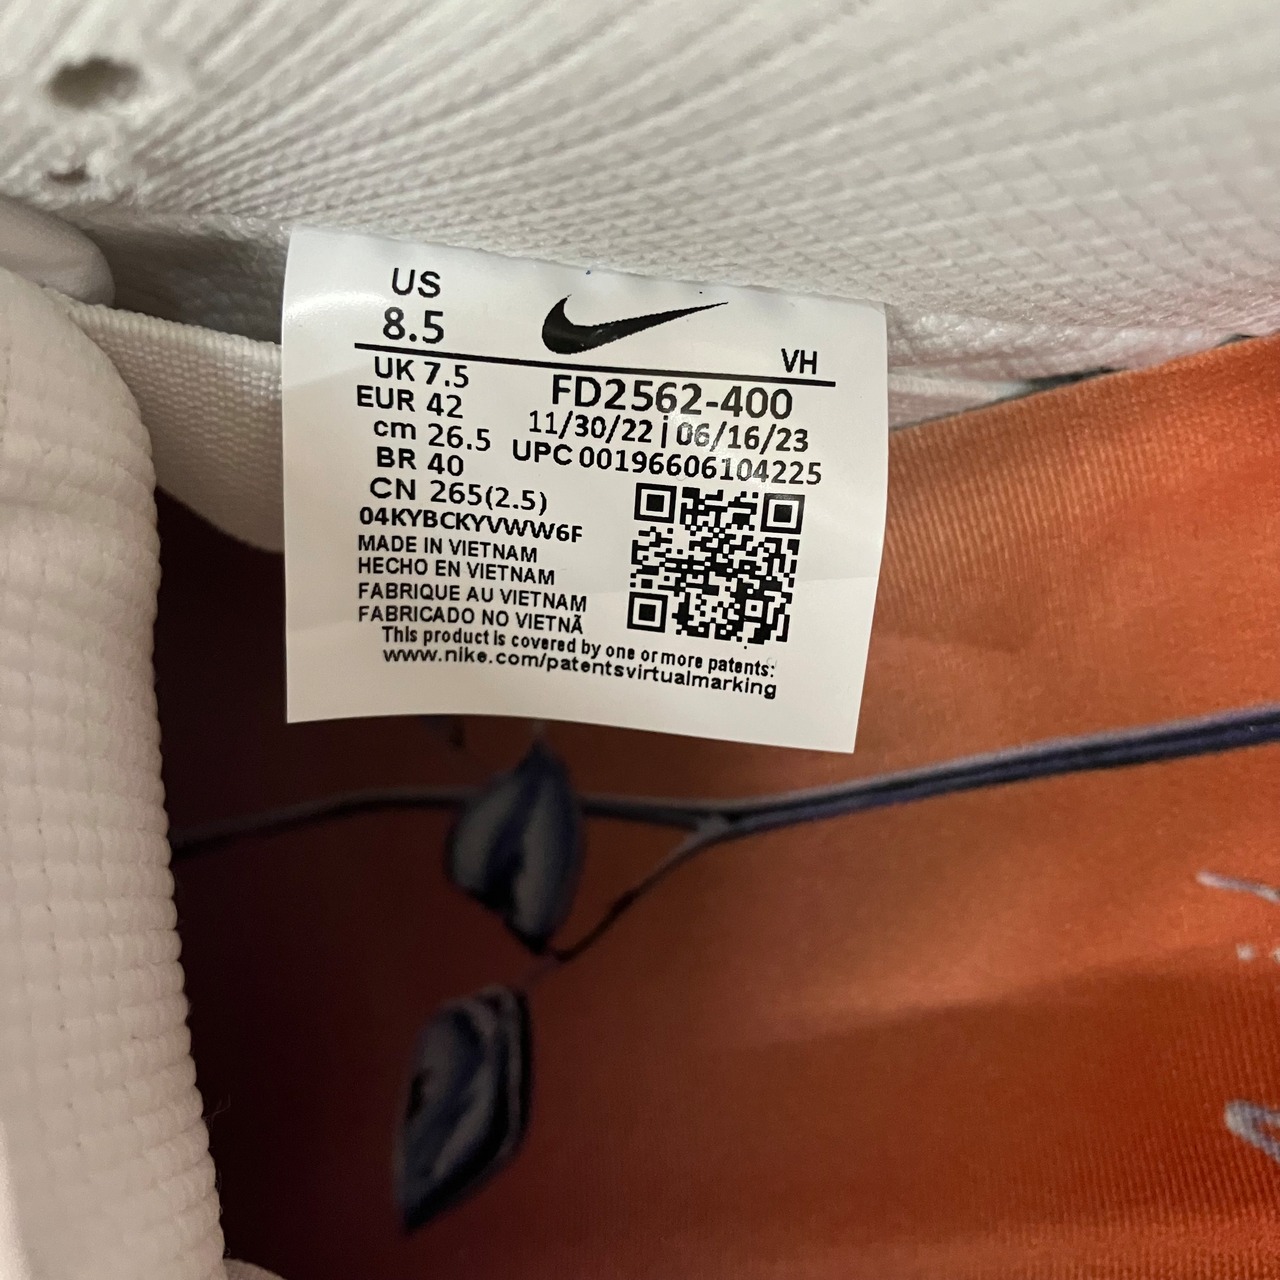 US
8.5
VH
UK 7.5
EUR 42
cm 26.5
BR 40
CN 265(2.5)
FD2562-400
11/30/22 | 06/16/23
UPC 00196606104225
04KYBCKYVWW6F
MADE IN VIETNAM
HECHO EN VIETNAM
FABRIQUE AU VIETNAM
FABRICADO NO VIETNÃ
This product is covered by one or more patents:
www.nike.com/patentsvirtualmarking